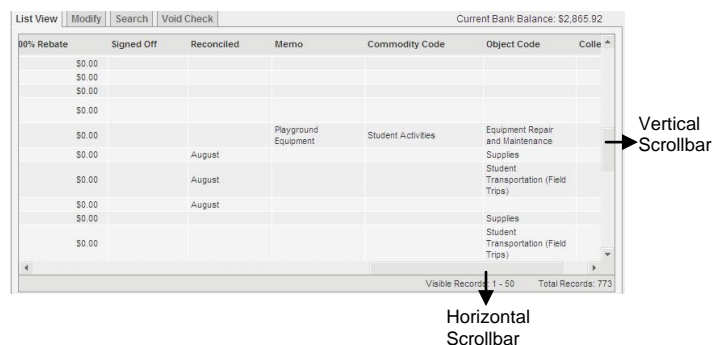 List View Modify Search Void Check Current Bank Balance: $2,865.92
00% Rebate Signed Off Reconciled Memo Commodity Code Object Code Colle
$0.00
$0.00
$0.00
$0.00
$0.00 Playground Equipment Student Activities Equipment Repair and Maintenance
$0.00 August Supplies
$0.00 August Student Transportation (Field Trips)
$0.00 August
$0.00 Supplies
$0.00 Student Transportation (Field Trips)
Visible Records: 1 - 50 Total Records: 773
Vertical
Scrollbar
Horizontal
Scrollbar